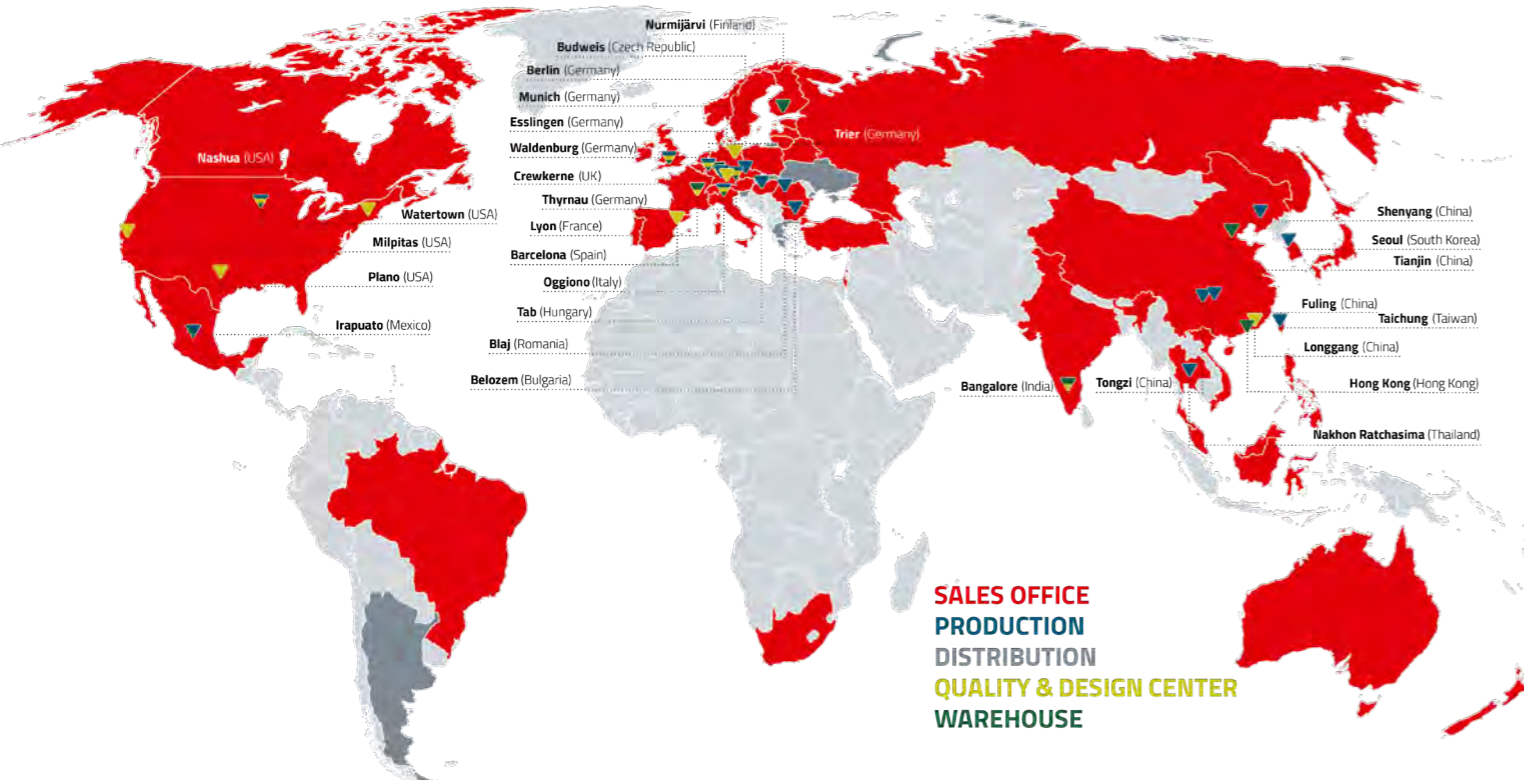 Nurmijärvi (Finland)
Budweis (Czech Republic)
Berlin (Germany)
Munich (Germany)
Esslingen (Germany)
Waldenburg (Germany)
Trier (Germany)
Nashua (USA)
Crewkerne (UK)
Thyrnau (Germany)
Watertown (USA)
Lyon (France)
Shenyang (China)
Milpitas (USA)
Seoul (South Korea)
Barcelona (Spain)
Tianjin (China)
Plano (USA)
Oggiono (Italy)
Fuling (China)
Tab (Hungary)
Taichung (Taiwan)
Irapuato (Mexico)
Blaj (Romania)
Longgang (China)
Belozem (Bulgaria)
Bangalore (India)
Tongzi (China)
Hong Kong (Hong Kong)
Nakhon Ratchasima (Thailand)
SALES OFFICE
PRODUCTION
DISTRIBUTION
QUALITY & DESIGN CENTER
WAREHOUSE